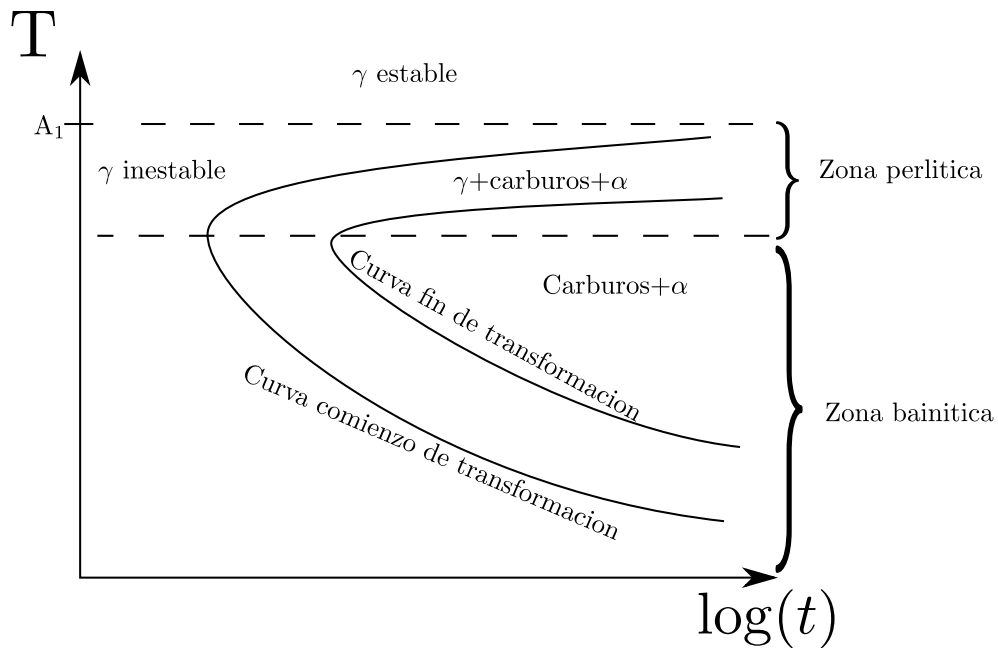 T
γ estable
A₁
γ inestable
γ+carburos+α
Zona perlitica
Curva fin de transformacion
Carburos+α
Curva comienzo de transformacion
Zona bainitica
log(t)